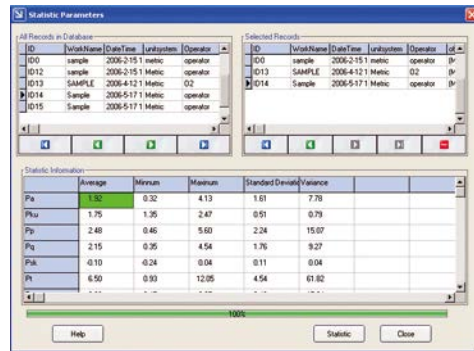 Statistic Parameters
All Records in Database
ID WorkName DateTime unitsystem Operator
ID0 sample 2006-2-15 1 Metric operator
ID12 sample 2006-2-15 1 Metric operator
ID13 SAMPLE 2006-4-12 1 Metric O2
ID14 Sample 2006-5-17 1 Metric operator
ID15 Sample 2006-5-17 1 Metric operator
Selected Records
ID WorkName DateTime unitsystem Operator
ID0 sample 2006-2-15 1 Metric operator
ID13 SAMPLE 2006-4-12 1 Metric O2
ID14 Sample 2006-5-17 1 Metric operator
Statistic Information
Average Minmum Maxmum Standard Deviatic Variance
Pa 1.92 0.32 4.13 1.61 7.78
Pku 1.75 1.35 2.47 0.51 0.79
Pp 2.48 0.46 5.60 2.24 15.07
Pq 2.15 0.35 4.54 1.76 9.27
Psk -0.10 -0.24 0.04 0.11 0.04
Pt 6.50 0.93 12.05 4.54 61.82
100%
Help Statistic Close